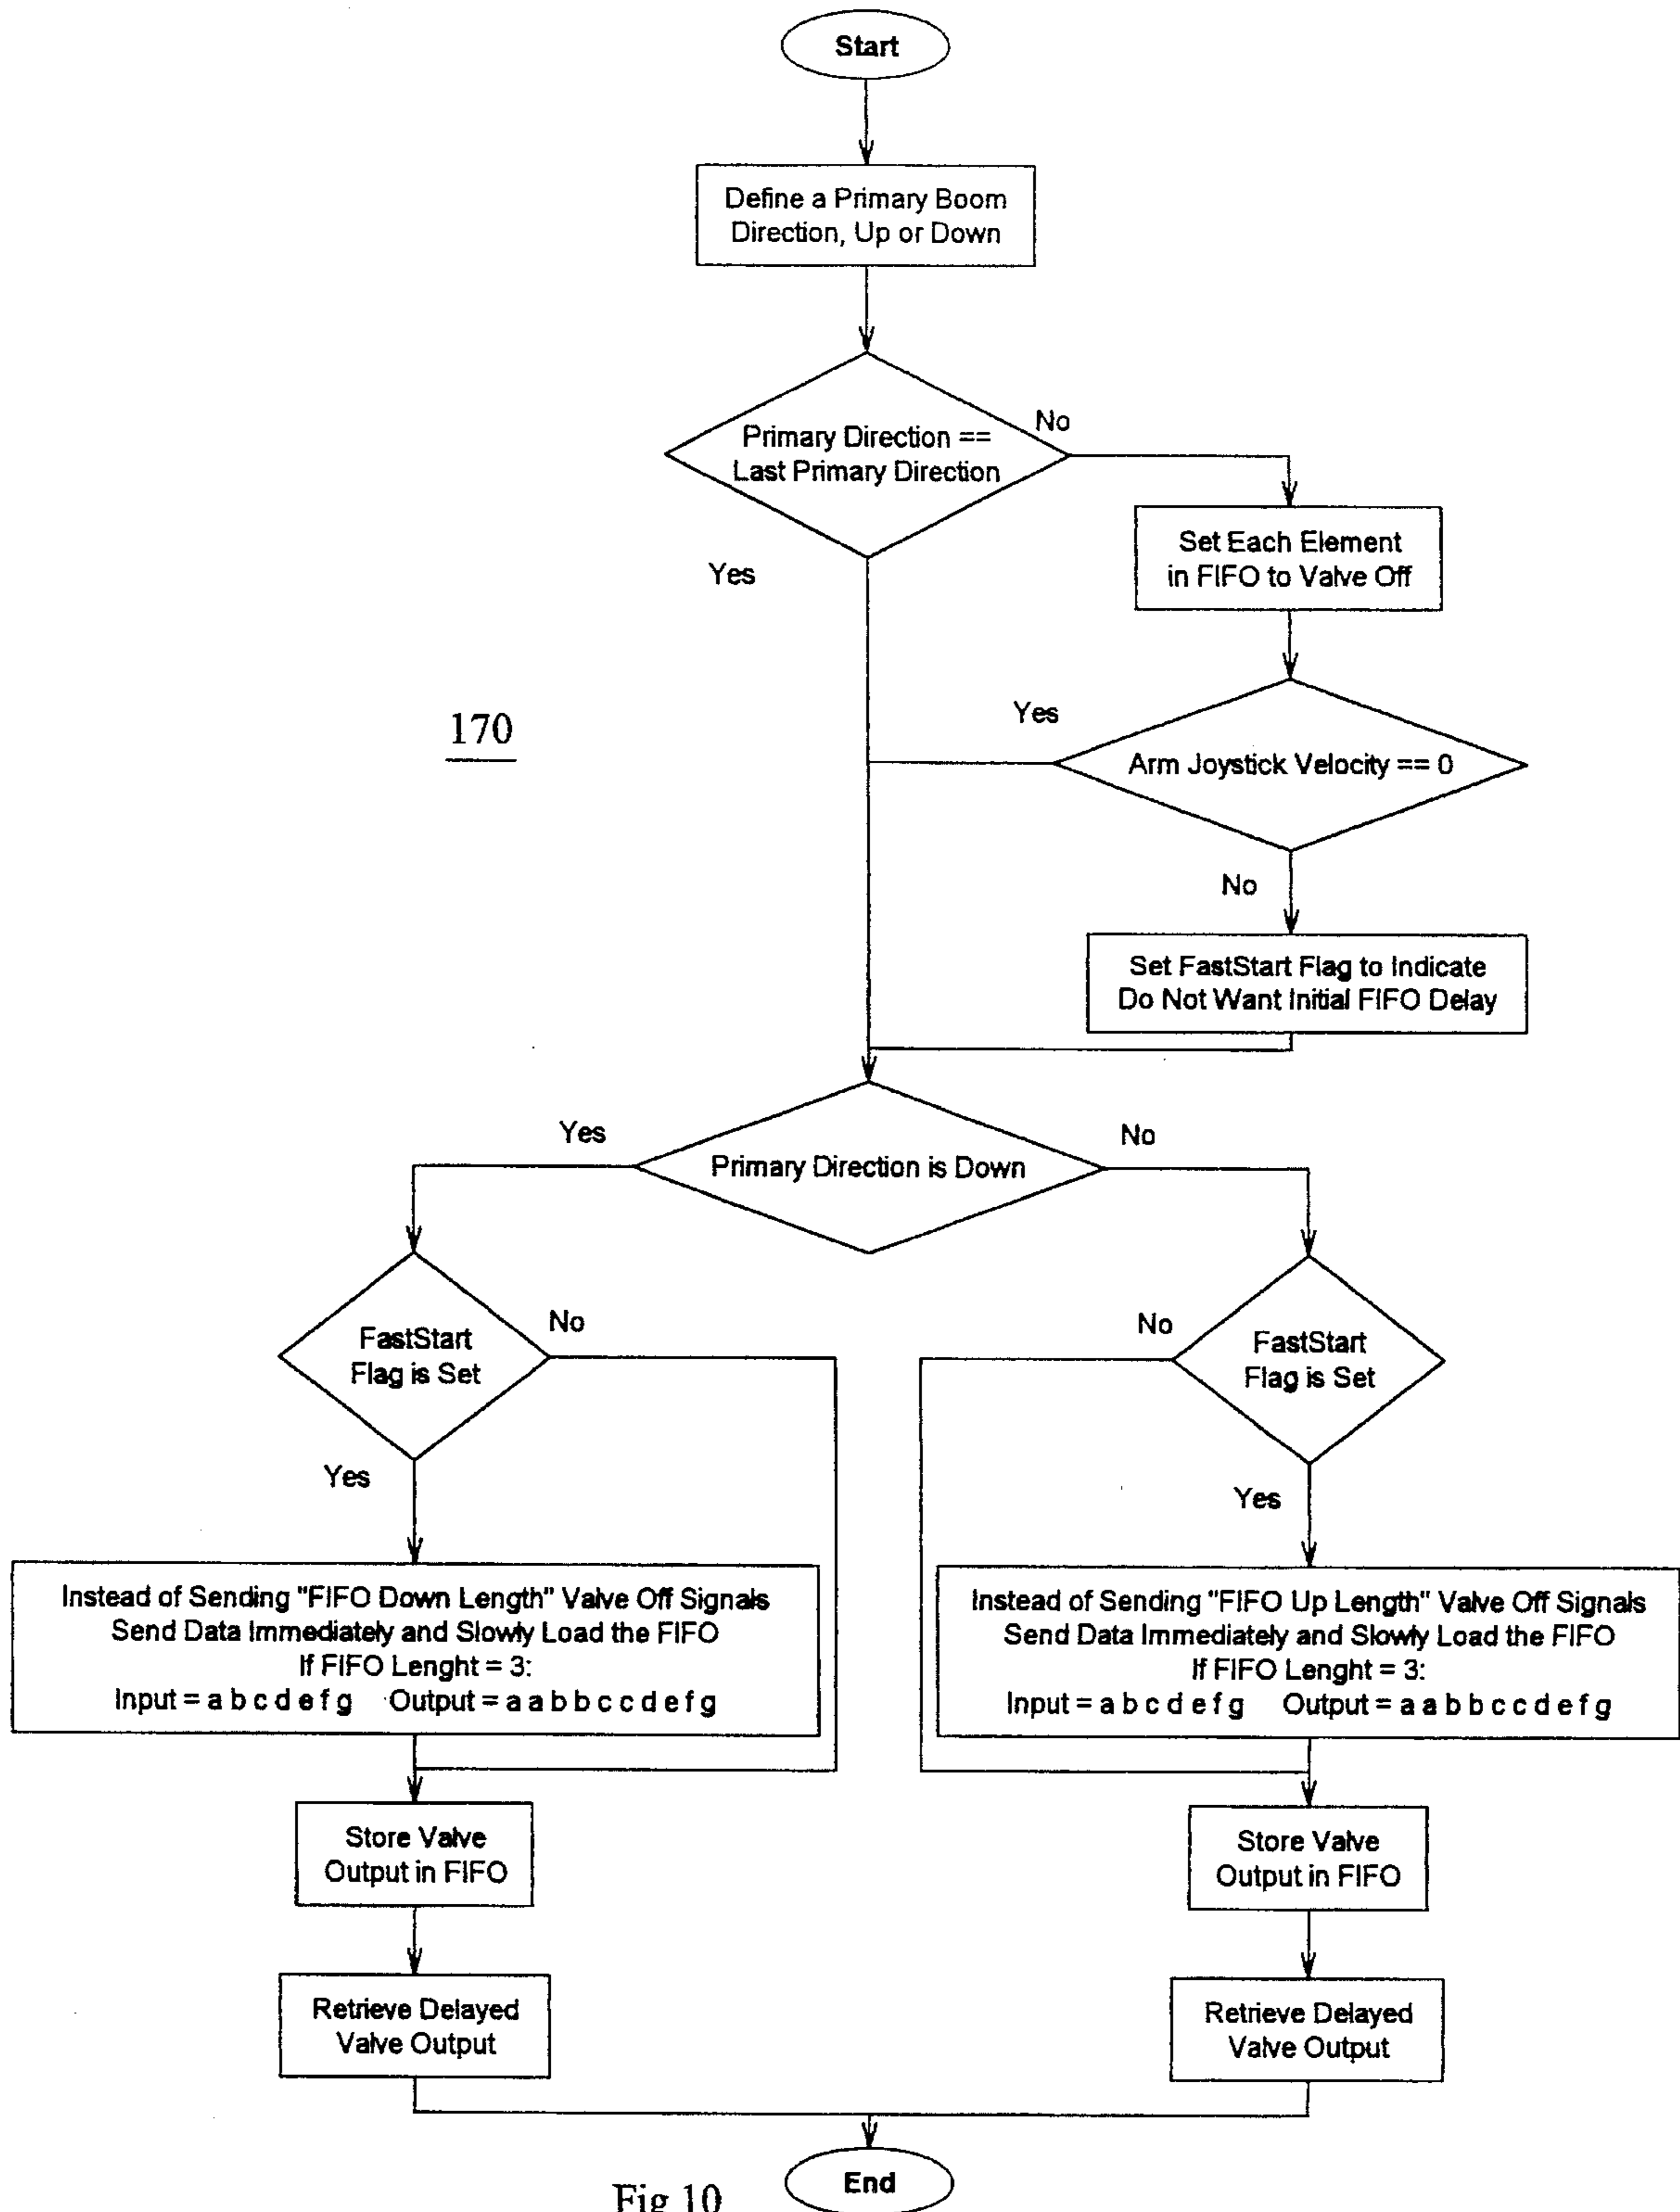 Start
Define a Primary Boom
Direction, Up or Down
Primary Direction ==
Last Primary Direction
No
Yes
Set Each Element
in FIFO to Valve Off
170
Yes
Arm Joystick Velocity == 0
No
Set FastStart Flag to Indicate
Do Not Want Initial FIFO Delay
Yes
Primary Direction is Down
No
FastStart
Flag is Set
No
Yes
No
FastStart
Flag is Set
Yes
Instead of Sending "FIFO Down Length" Valve Off Signals
Send Data Immediately and Slowly Load the FIFO
If FIFO Lenght = 3:
Input = a b c d e f g Output = a a b b c c d e f g
Instead of Sending "FIFO Up Length" Valve Off Signals
Send Data Immediately and Slowly Load the FIFO
If FIFO Lenght = 3:
Input = a b c d e f g Output = a a b b c c d e f g
Store Valve
Output in FIFO
Store Valve
Output in FIFO
Retrieve Delayed
Valve Output
Retrieve Delayed
Valve Output
End
Fig 10